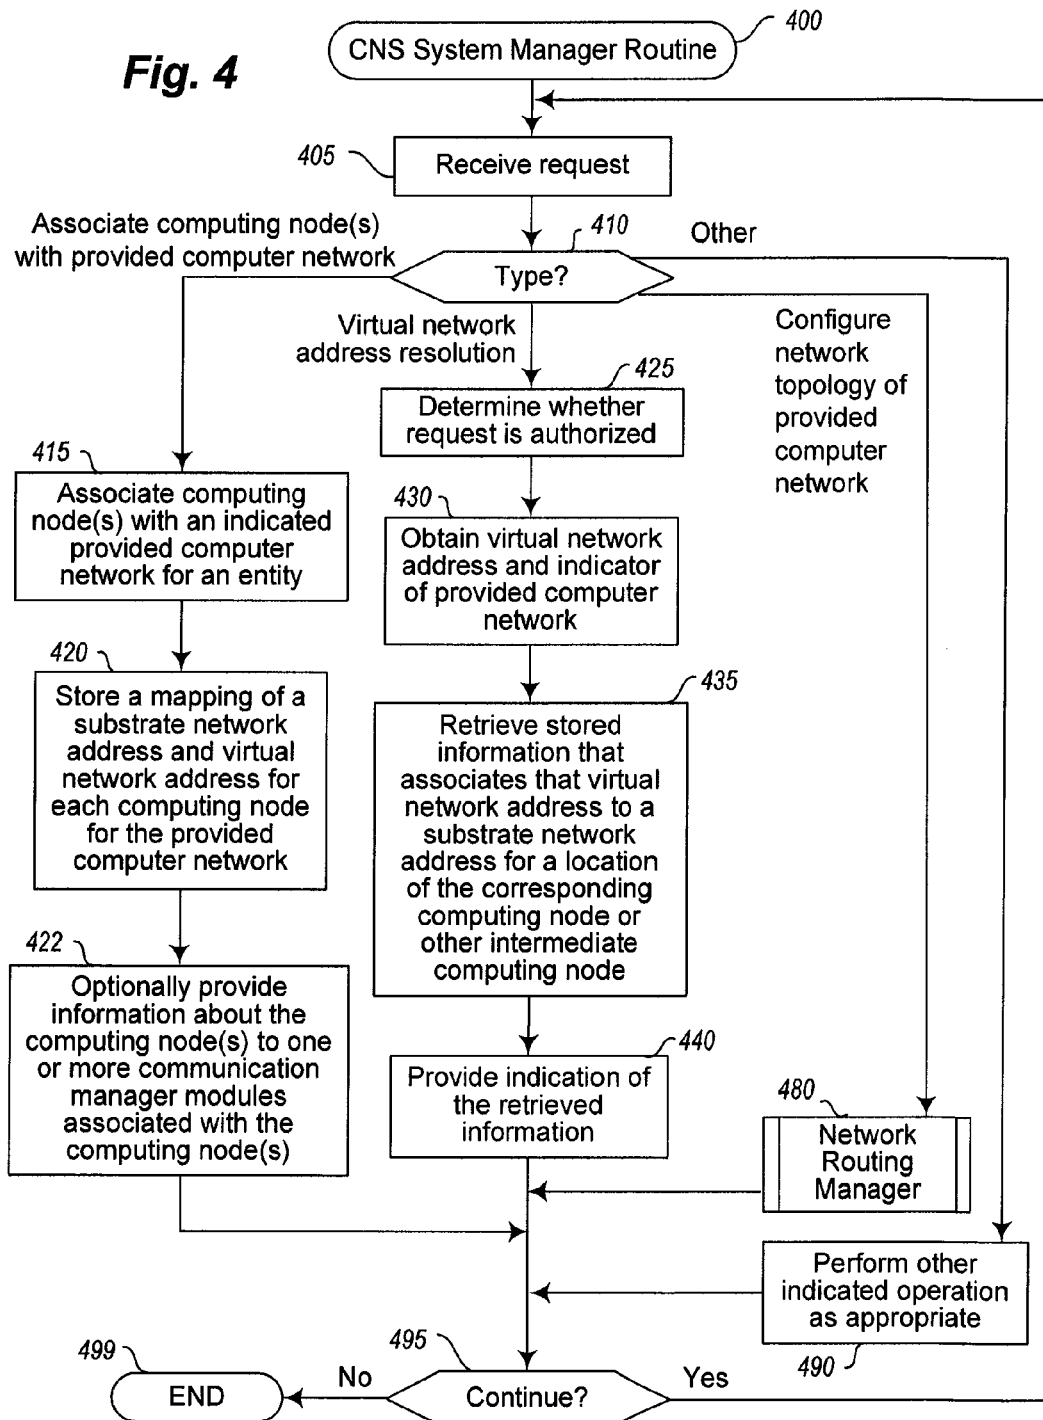 Fig. 4
CNS System Manager Routine
400
405
Receive request
Associate computing node(s)
with provided computer network
410
Type?
Other
Virtual network
address resolution
Configure
network
topology of
provided
computer
network
415
Associate computing
node(s) with an indicated
provided computer
network for an entity
425
Determine whether
request is authorized
430
Obtain virtual network
address and indicator
of provided computer
network
420
Store a mapping of a
substrate network
address and virtual
network address for
each computing node
for the provided
computer network
435
Retrieve stored
information that
associates that virtual
network address to a
substrate network
address for a location
of the corresponding
computing node or
other intermediate
computing node
422
Optionally provide
information about the
computing node(s) to one
or more communication
manager modules
associated with the
computing node(s)
440
Provide indication of
the retrieved
information
480
Network
Routing
Manager
Perform other
indicated operation
as appropriate
490
495
Continue?
No
Yes
499
END